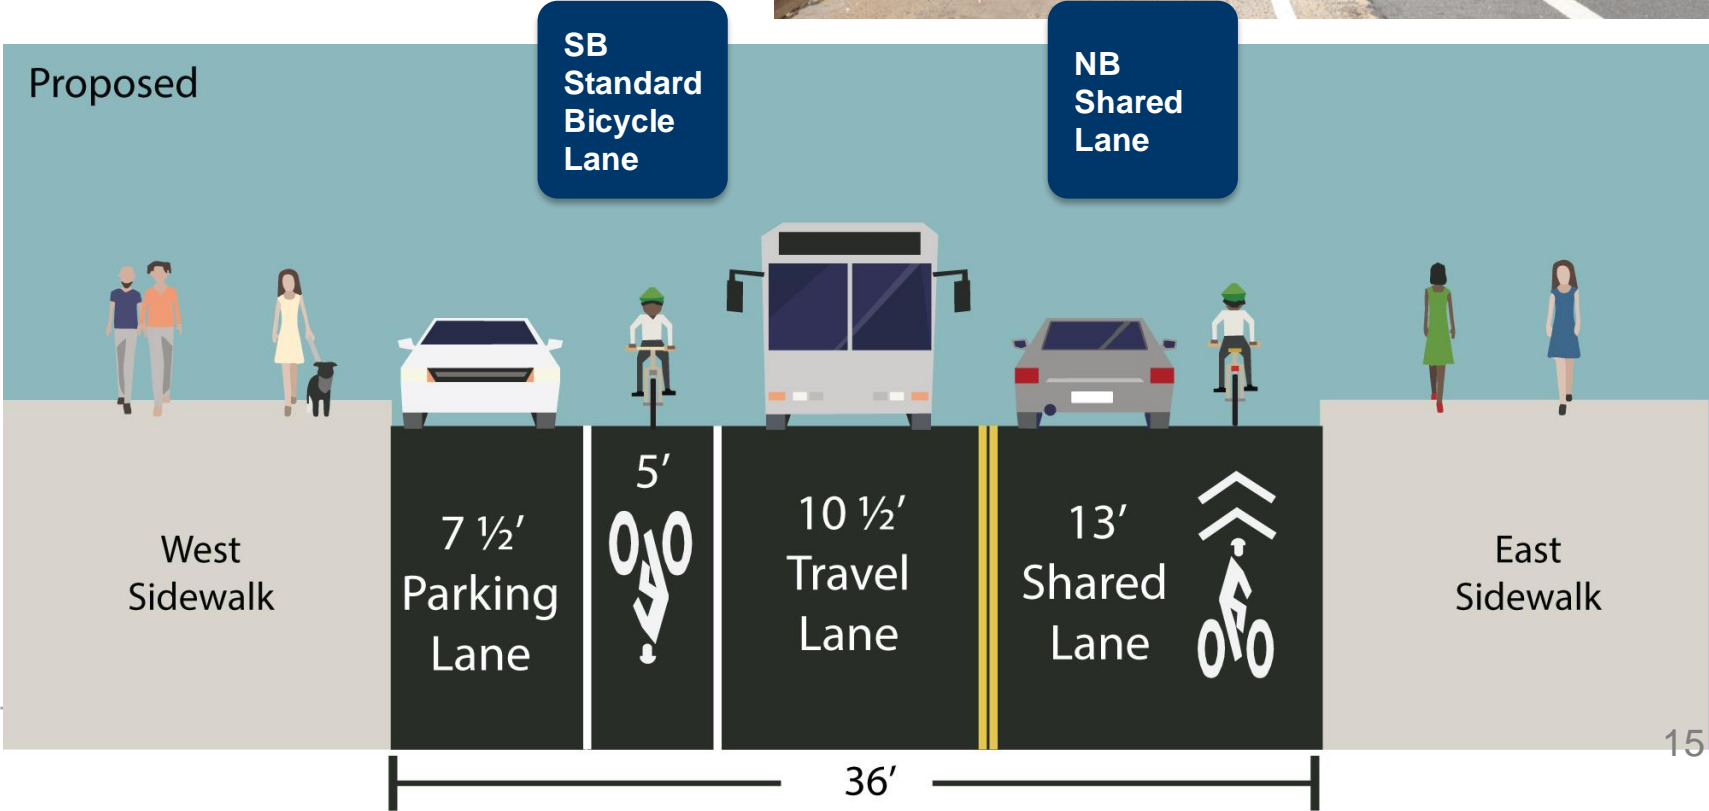 Proposed
SB
Standard
Bicycle
Lane
NB
Shared
Lane
West
Sidewalk
7 ½’
Parking
Lane
5’
10 ½’
Travel
Lane
13’
Shared
Lane
East
Sidewalk
36’
15